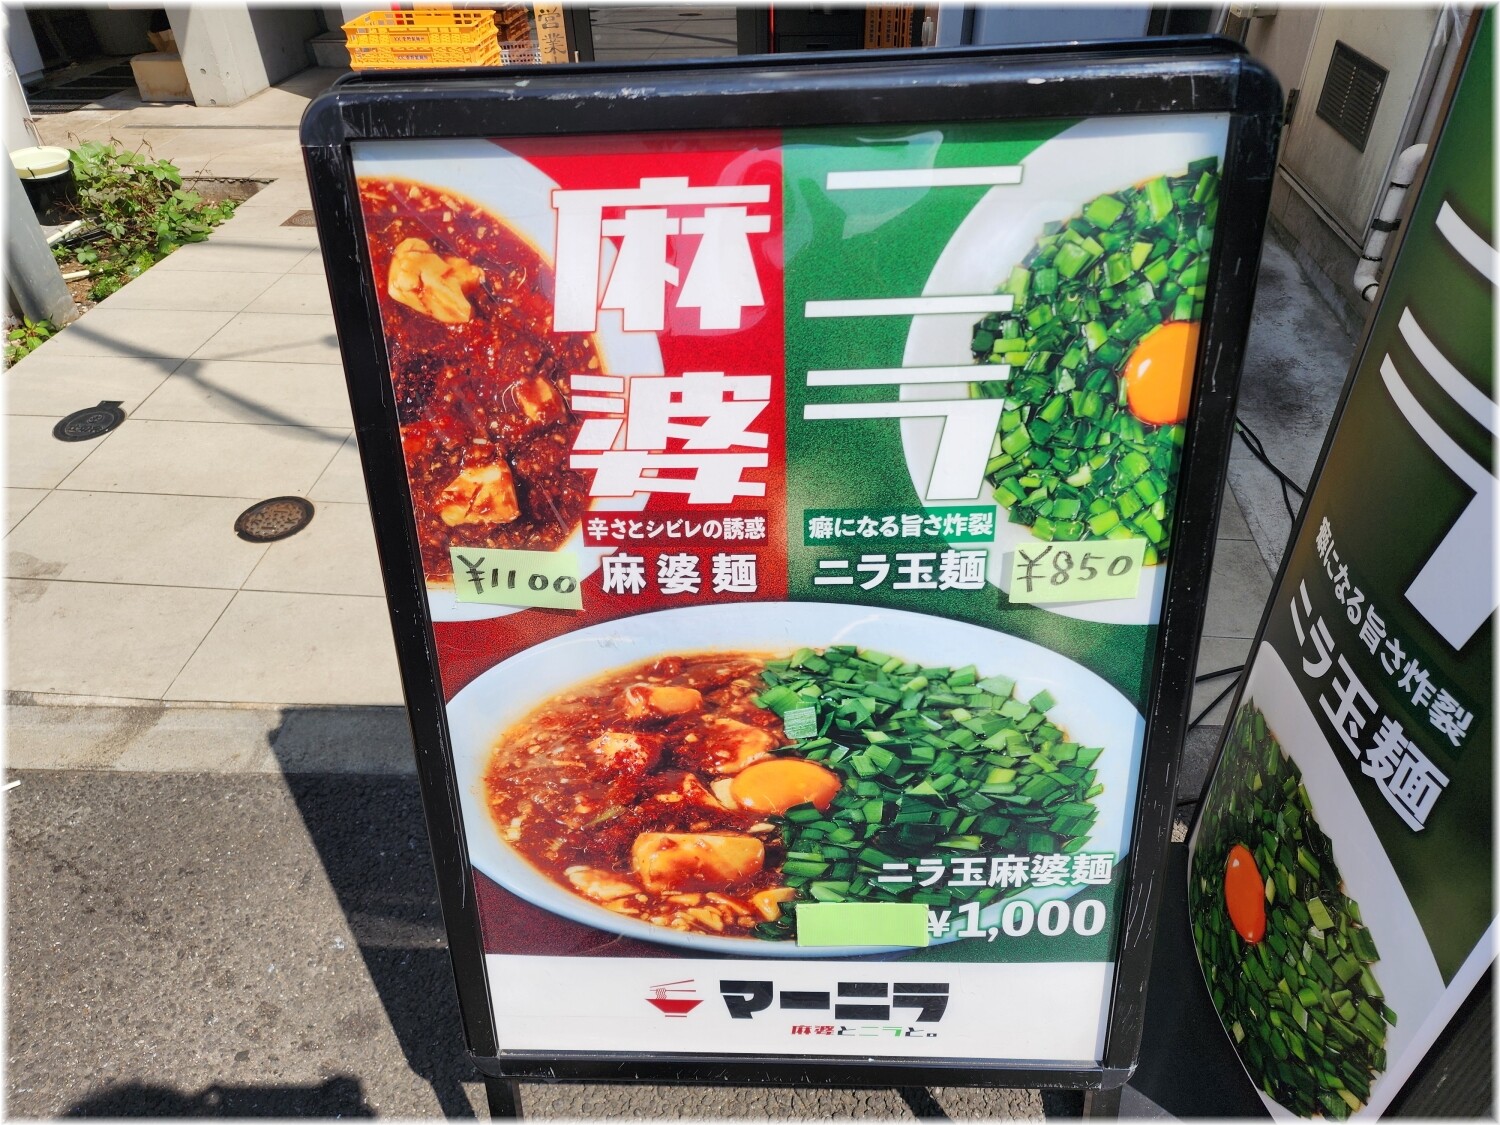 営業
麻婆
ニラ
辛さとシビレの誘惑
麻婆麺
¥1100
癖になる旨さ炸裂
ニラ玉麺
¥850
ニラ玉麻婆麺
¥1,000
マーニラ
麻婆とニラと。
癖になる旨さ炸裂
ニラ玉麺